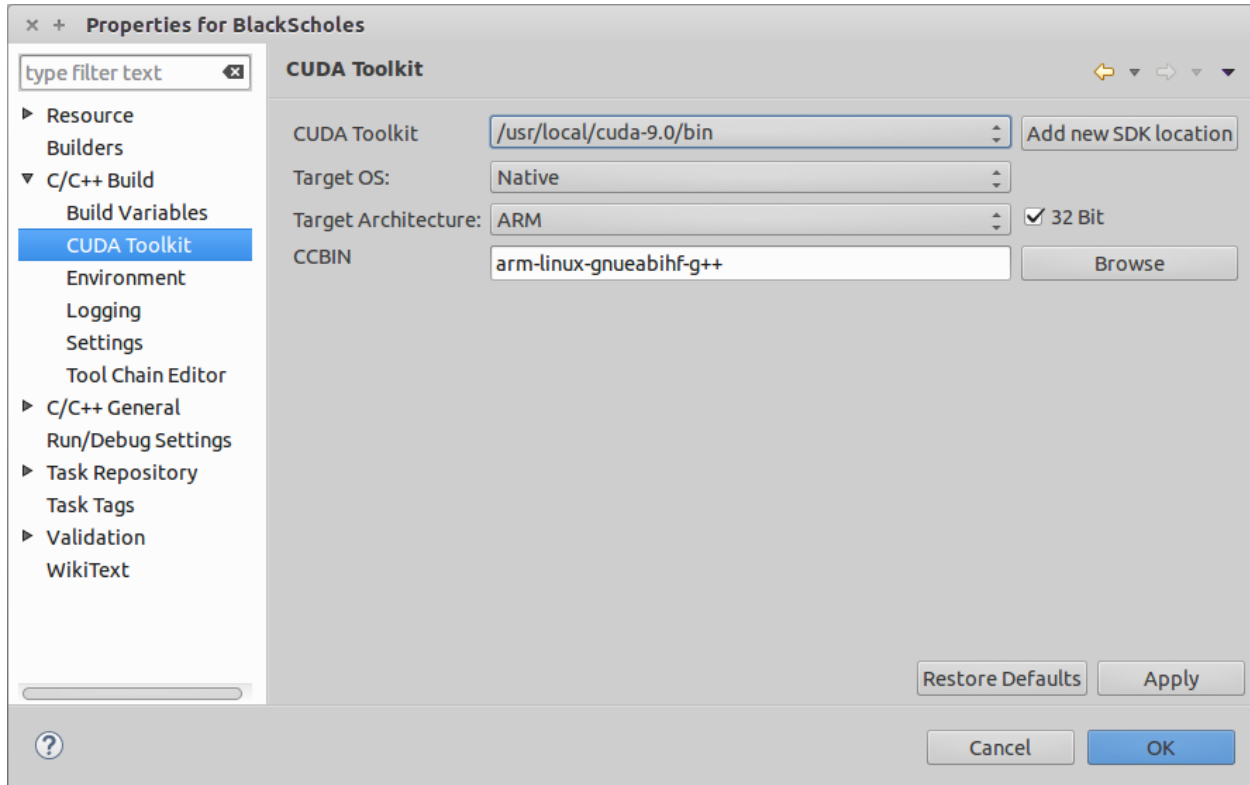 Properties for BlackScholes
type filter text
Resource
Builders
C/C++ Build
Build Variables
CUDA Toolkit
Environment
Logging
Settings
Tool Chain Editor
C/C++ General
Run/Debug Settings
Task Repository
Task Tags
Validation
WikiText
CUDA Toolkit
CUDA Toolkit /usr/local/cuda-9.0/bin Add new SDK location
Target OS: Native
Target Architecture: ARM 32 Bit
CCBIN arm-linux-gnueabihf-g++ Browse
Restore Defaults Apply
? Cancel OK